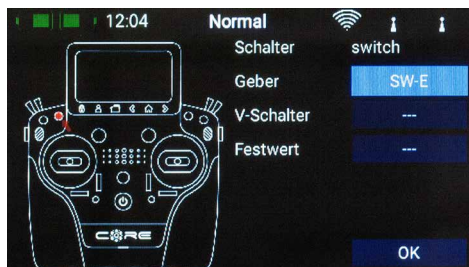 12:04 Normal
Schalter switch
Geber SW-E
V-Schalter ---
Festwert ---
CORE
OK